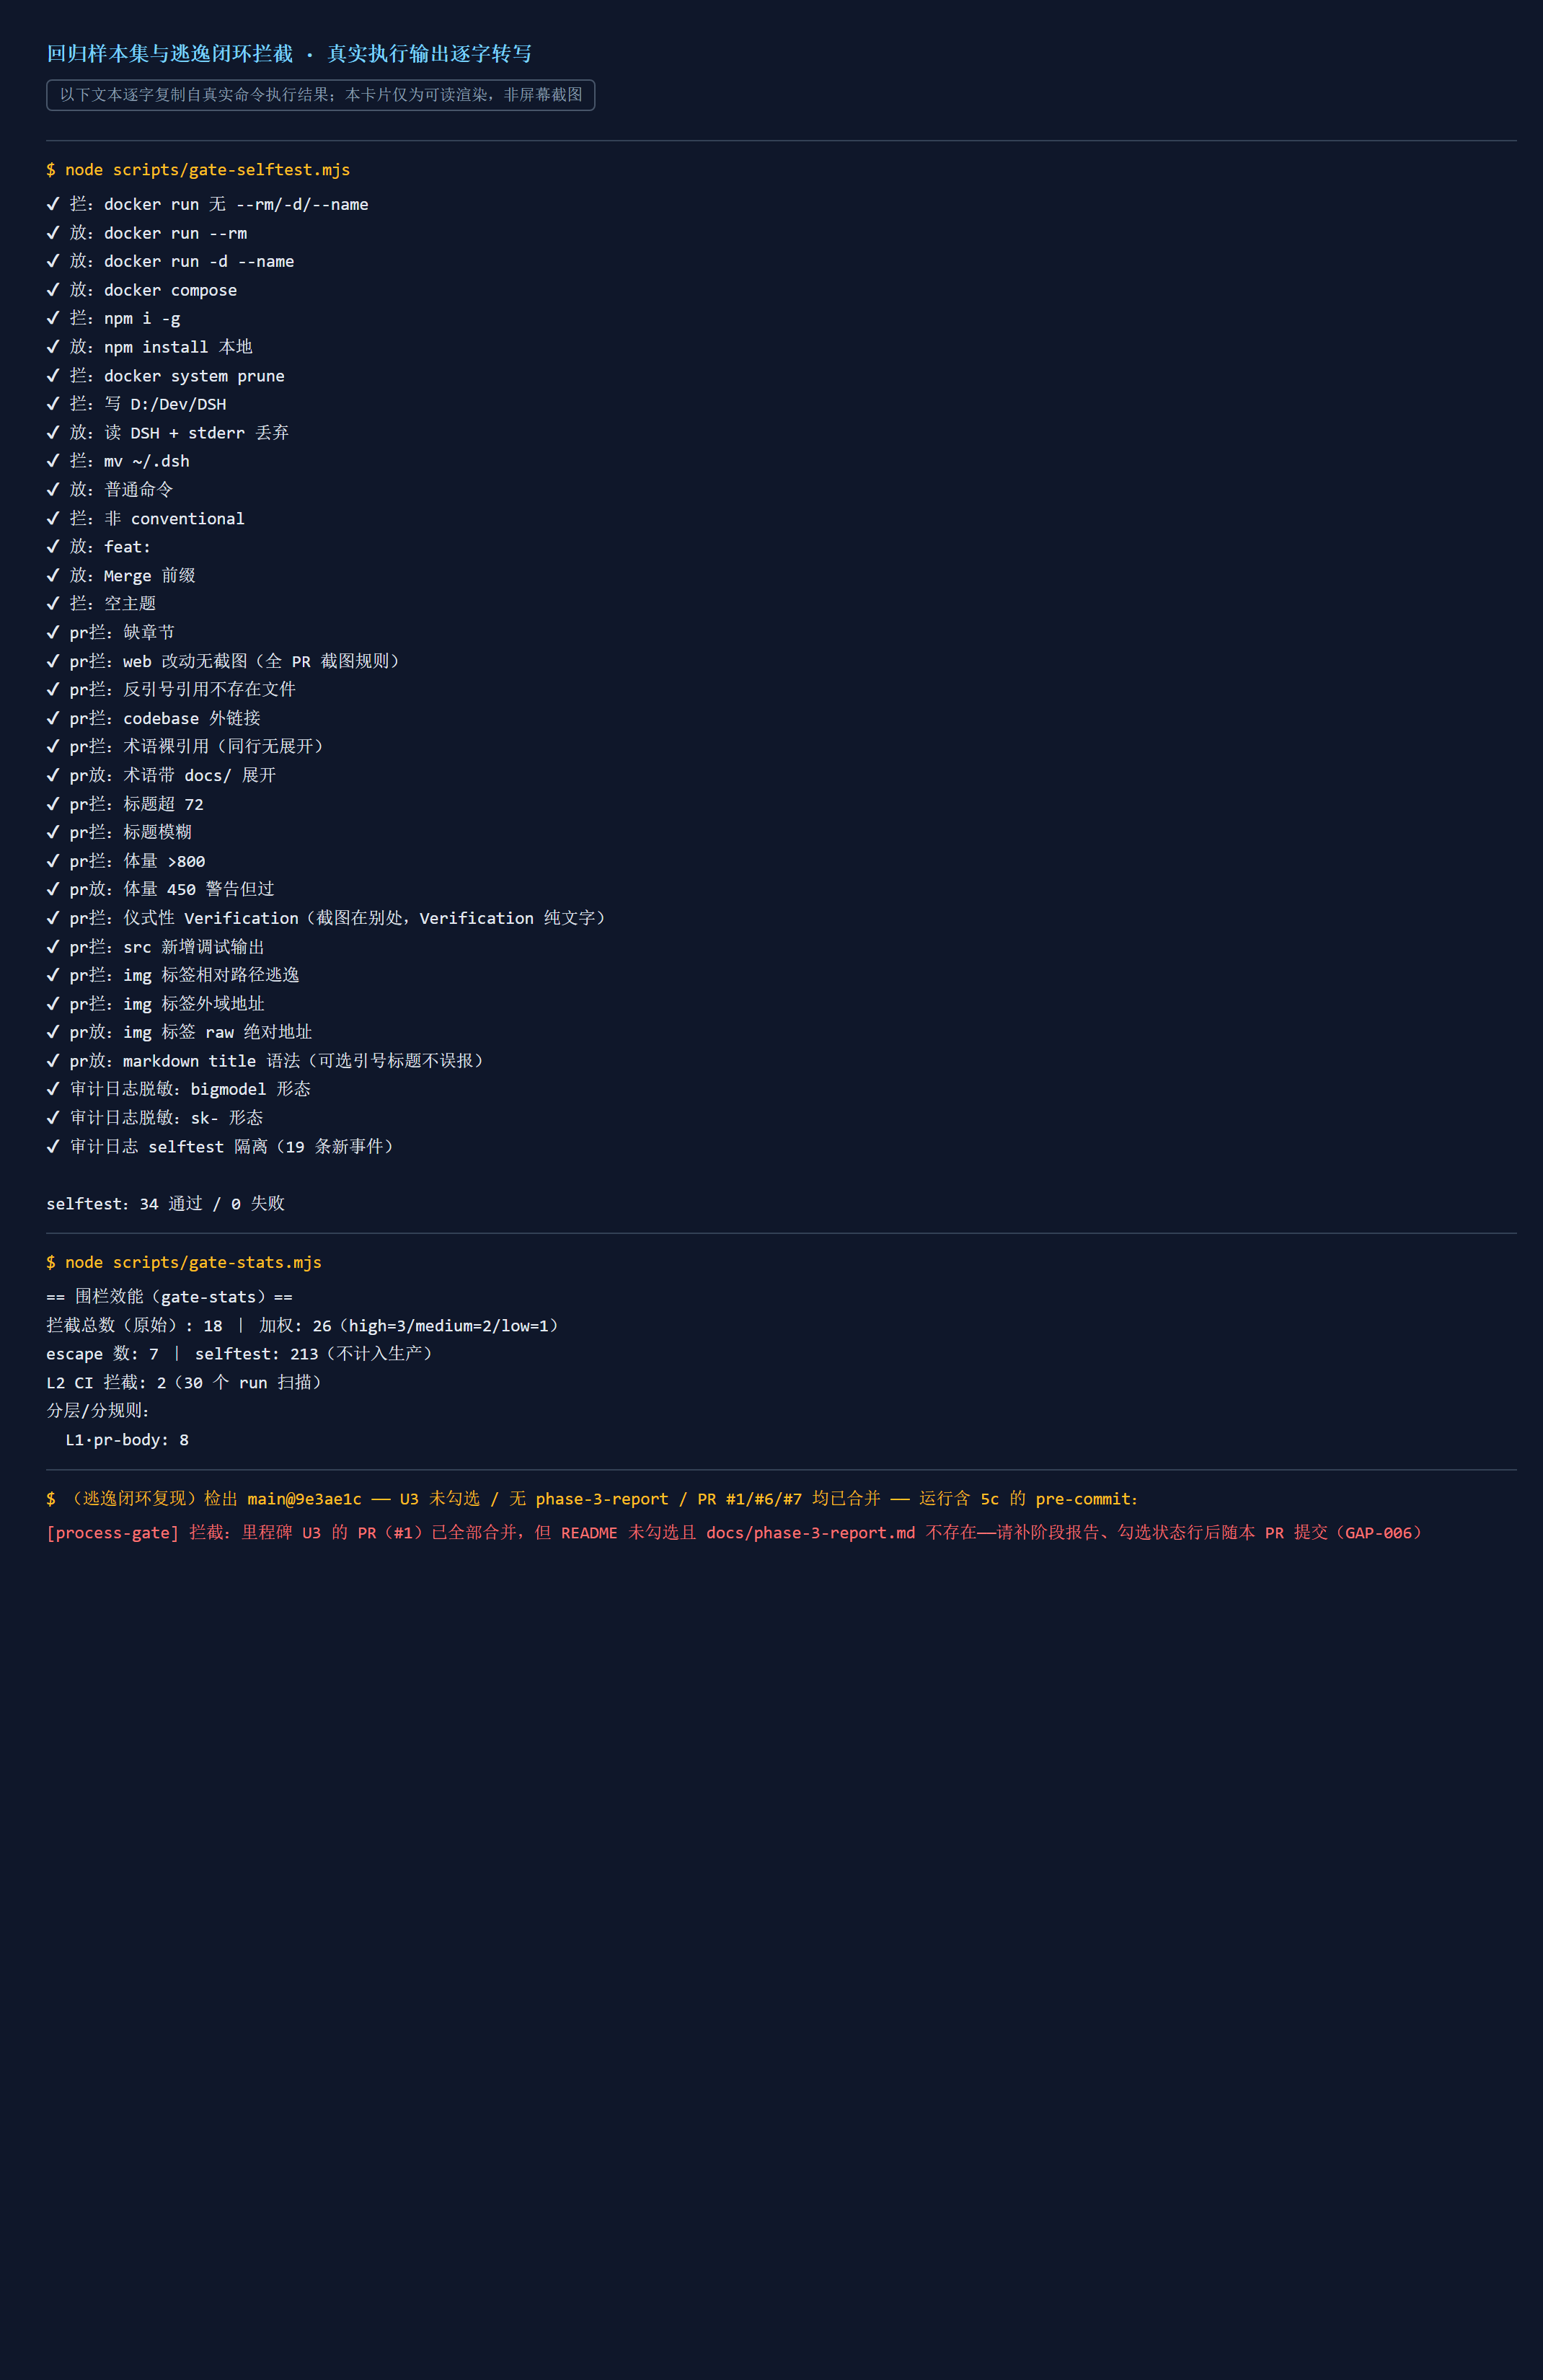 回归样本集与逃逸闭环拦截 · 真实执行输出逐字转写
以下文本逐字复制自真实命令执行结果；本卡片仅为可读渲染，非屏幕截图
$ node scripts/gate-selftest.mjs
✓ 拦：docker run 无 --rm/-d/--name
✓ 放：docker run --rm
✓ 放：docker run -d --name
✓ 放：docker compose
✓ 拦：npm i -g
✓ 放：npm install 本地
✓ 拦：docker system prune
✓ 拦：写 D:/Dev/DSH
✓ 放：读 DSH + stderr 丢弃
✓ 拦：mv ~/.dsh
✓ 放：普通命令
✓ 拦：非 conventional
✓ 放：feat:
✓ 放：Merge 前缀
✓ 拦：空主题
✓ pr拦：缺章节
✓ pr拦：web 改动无截图（全 PR 截图规则）
✓ pr拦：反引号引用不存在文件
✓ pr拦：codebase 外链接
✓ pr拦：术语裸引用（同行无展开）
✓ pr放：术语带 docs/ 展开
✓ pr拦：标题超 72
✓ pr拦：标题模糊
✓ pr拦：体量 >800
✓ pr放：体量 450 警告但过
✓ pr拦：仪式性 Verification（截图在别处，Verification 纯文字）
✓ pr拦：src 新增调试输出
✓ pr拦：img 标签相对路径逃逸
✓ pr拦：img 标签外域地址
✓ pr放：img 标签 raw 绝对地址
✓ pr放：markdown title 语法（可选引号标题不误报）
✓ 审计日志脱敏：bigmodel 形态
✓ 审计日志脱敏：sk- 形态
✓ 审计日志 selftest 隔离（19 条新事件）
selftest：34 通过 / 0 失败
$ node scripts/gate-stats.mjs
== 围栏效能（gate-stats）==
拦截总数（原始）: 18 ｜ 加权: 26（high=3/medium=2/low=1）
escape 数: 7 ｜ selftest: 213（不计入生产）
L2 CI 拦截: 2（30 个 run 扫描）
分层/分规则:
L1·pr-body: 8
$ （逃逸闭环复现）检出 main@9e3ae1c —— U3 未勾选 / 无 phase-3-report / PR #1/#6/#7 均已合并 —— 运行含 5c 的 pre-commit：
[process-gate] 拦截：里程碑 U3 的 PR（#1）已全部合并，但 README 未勾选且 docs/phase-3-report.md 不存在——请补阶段报告、勾选状态行后随本 PR 提交（GAP-006）